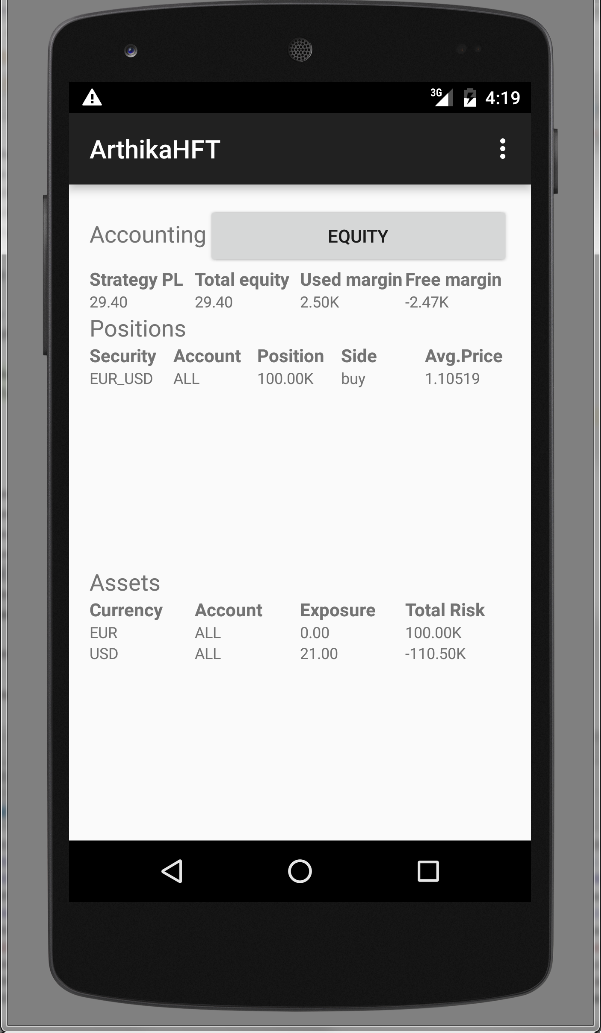 3G 4:19
ArthikaHFT
Accounting EQUITY
Strategy PL Total equity Used margin Free margin
29.40 29.40 2.50K -2.47K
Positions
Security Account Position Side Avg.Price
EUR_USD ALL 100.00K buy 1.10519
Assets
Currency Account Exposure Total Risk
EUR ALL 0.00 100.00K
USD ALL 21.00 -110.50K